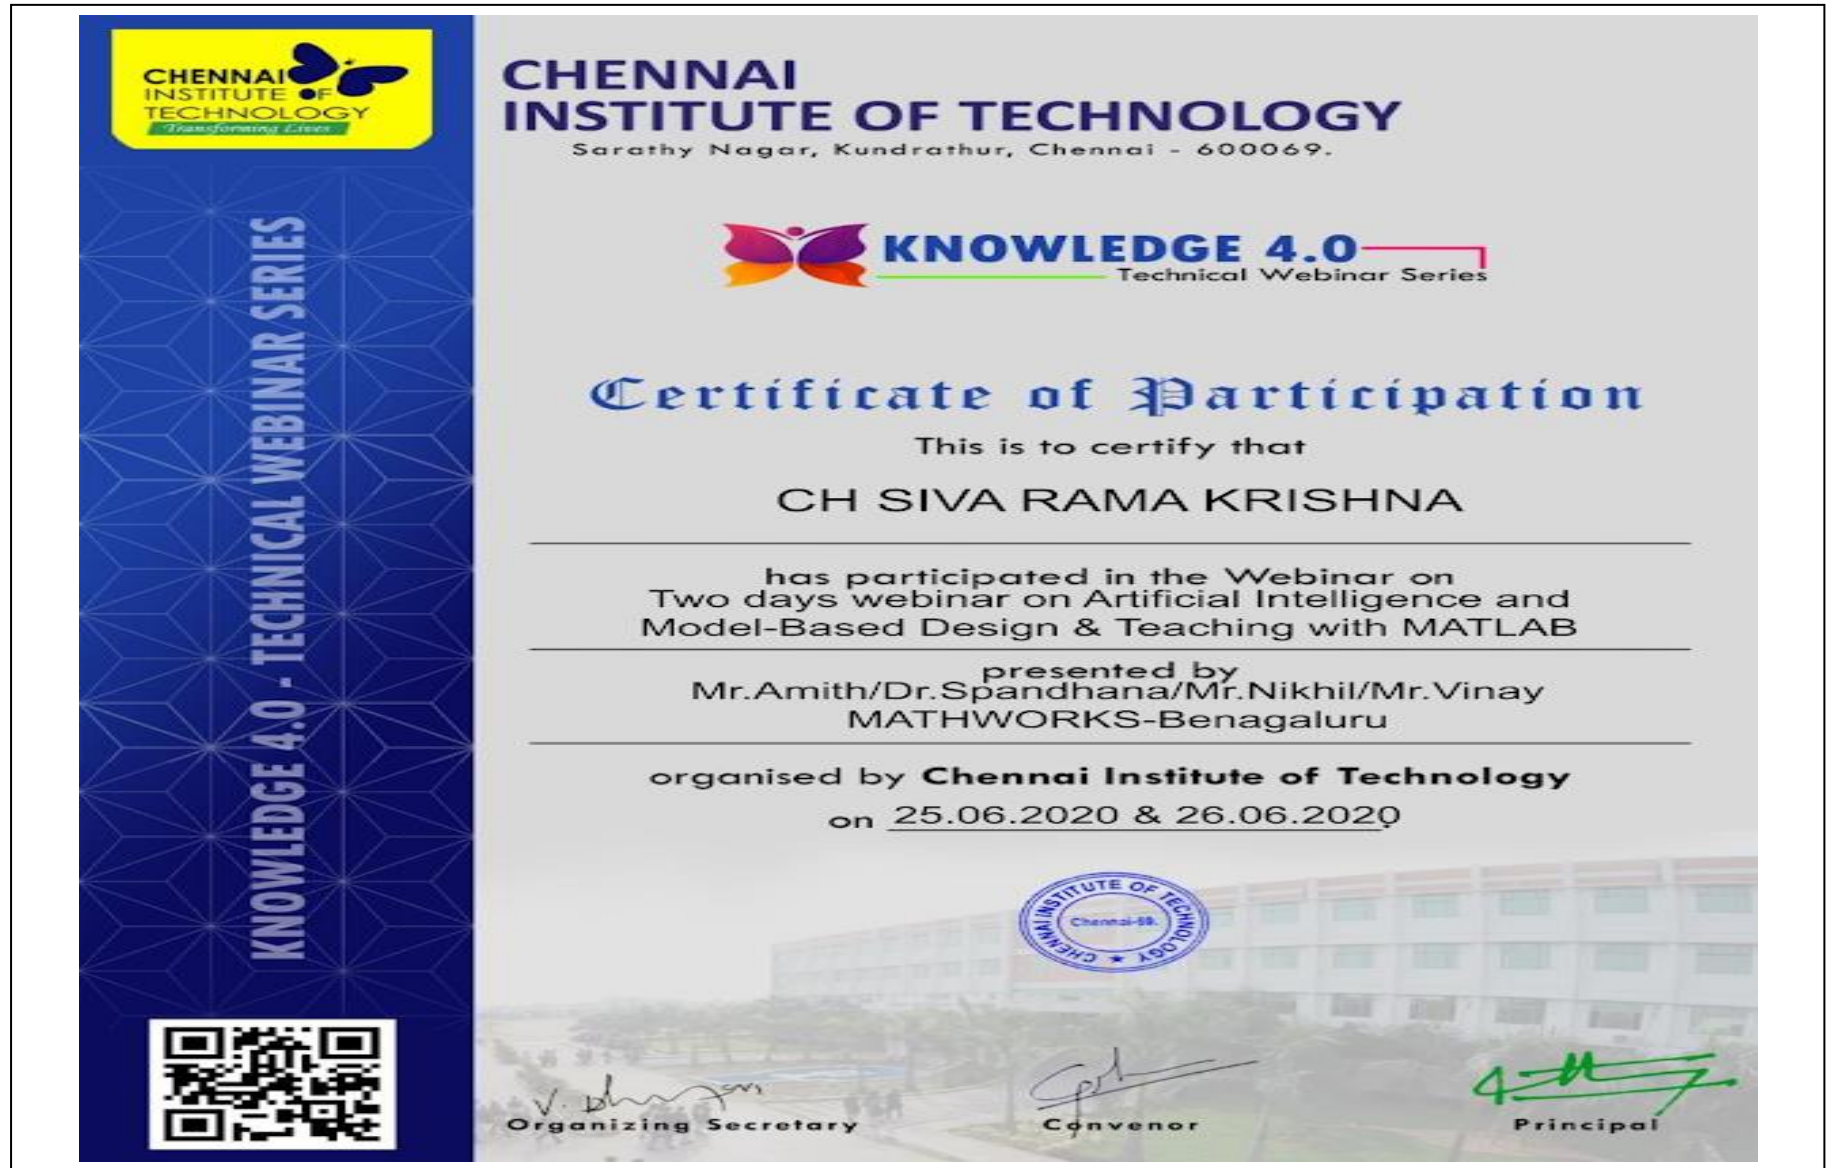 CHENNAI
INSTITUTE OF
TECHNOLOGY
Transforming Lives
KNOWLEDGE 4.0 - TECHNICAL WEBINAR SERIES
CHENNAI
INSTITUTE OF TECHNOLOGY
Sarathy Nagar, Kundrathur, Chennai - 600069.
KNOWLEDGE 4.0
Technical Webinar Series
Certificate of Participation
This is to certify that
CH SIVA RAMA KRISHNA
has participated in the Webinar on
Two days webinar on Artificial Intelligence and
Model-Based Design & Teaching with MATLAB
presented by
Mr.Amith/Dr.Spandhana/Mr.Nikhil/Mr.Vinay
MATHWORKS-Benagaluru
organised by Chennai Institute of Technology
on 25.06.2020 & 26.06.2020.
CHENNAI INSTITUTE OF TECHNOLOGY
Chennai-69.
Organizing Secretary
Convenor
Principal